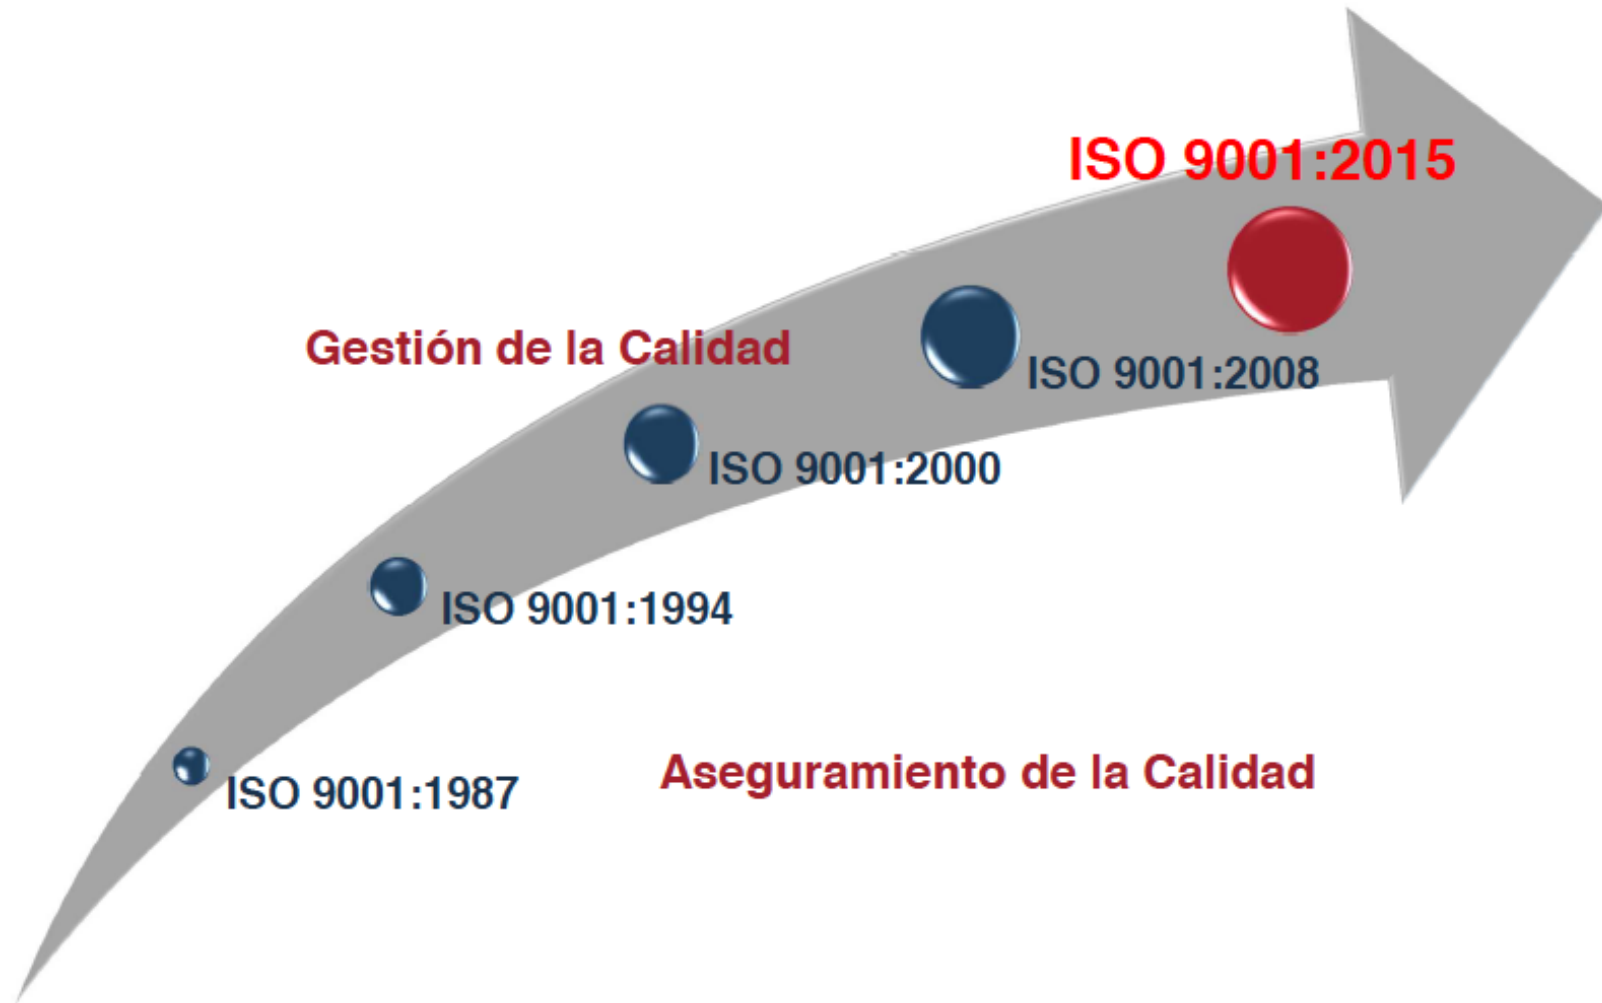 ISO 9001:2015
Gestión de la Calidad
ISO 9001:2008
ISO 9001:2000
ISO 9001:1994
Aseguramiento de la Calidad
ISO 9001:1987